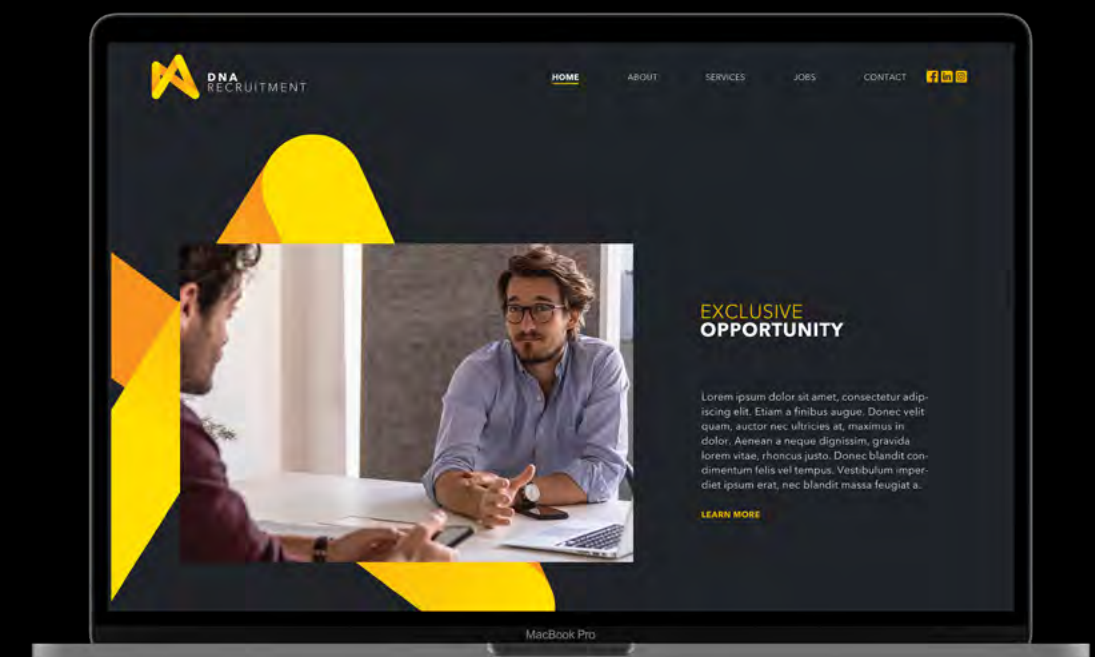 DNA
RECRUITMENT
HOME ABOUT SERVICES JOBS CONTACT
EXCLUSIVE
OPPORTUNITY
Lorem ipsum dolor sit amet, consectetur adip-
iscing elit. Etiam a finibus augue. Donec velit
quam, auctor nec ultricies at, maximus in
dolor. Aenean a neque dignissim, gravida
lorem vitae, rhoncus justo. Donec blandit con-
dimentum felis vel tempus. Vestibulum imper-
diet ipsum erat, nec blandit massa feugiat a.
LEARN MORE
MacBook Pro